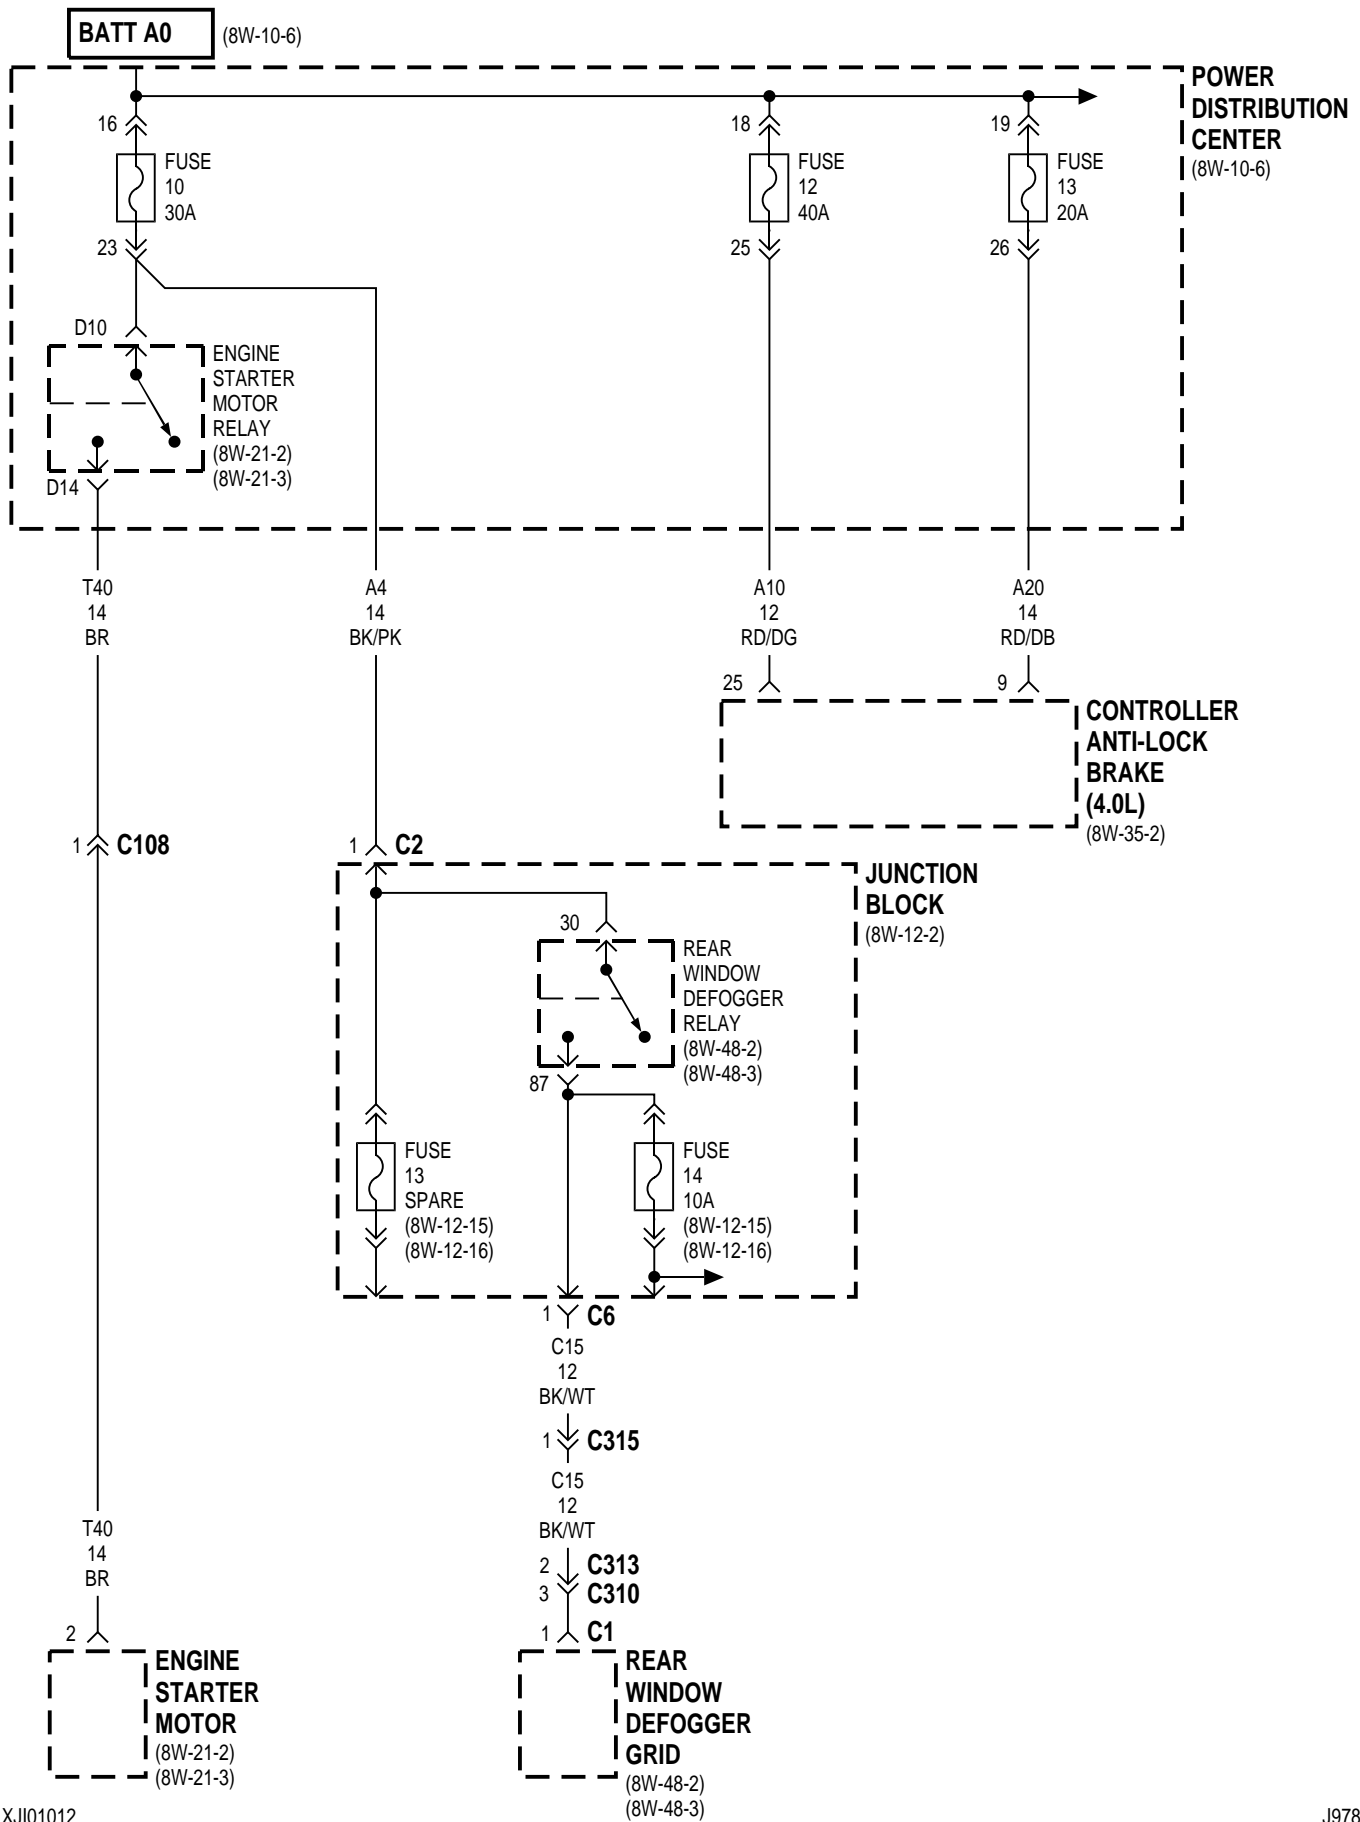 BATT A0 (8W-10-6)
POWER
DISTRIBUTION
CENTER
(8W-10-6)
16
FUSE
10
30A
23
18
FUSE
12
40A
25
19
FUSE
13
20A
26
D10
ENGINE
STARTER
MOTOR
RELAY
(8W-21-2)
(8W-21-3)
D14
T40
14
BR
A4
14
BK/PK
A10
12
RD/DG
A20
14
RD/DB
25
9
CONTROLLER
ANTI-LOCK
BRAKE
(4.0L)
(8W-35-2)
1 C108
1 C2
JUNCTION
BLOCK
(8W-12-2)
30
REAR
WINDOW
DEFOGGER
RELAY
(8W-48-2)
(8W-48-3)
87
FUSE
13
SPARE
(8W-12-15)
(8W-12-16)
FUSE
14
10A
(8W-12-15)
(8W-12-16)
1 C6
C15
12
BK/WT
1 C315
C15
12
BK/WT
2 C313
3 C310
1 C1
REAR
WINDOW
DEFOGGER
GRID
(8W-48-2)
(8W-48-3)
T40
14
BR
2
ENGINE
STARTER
MOTOR
(8W-21-2)
(8W-21-3)
XJI01012
J978